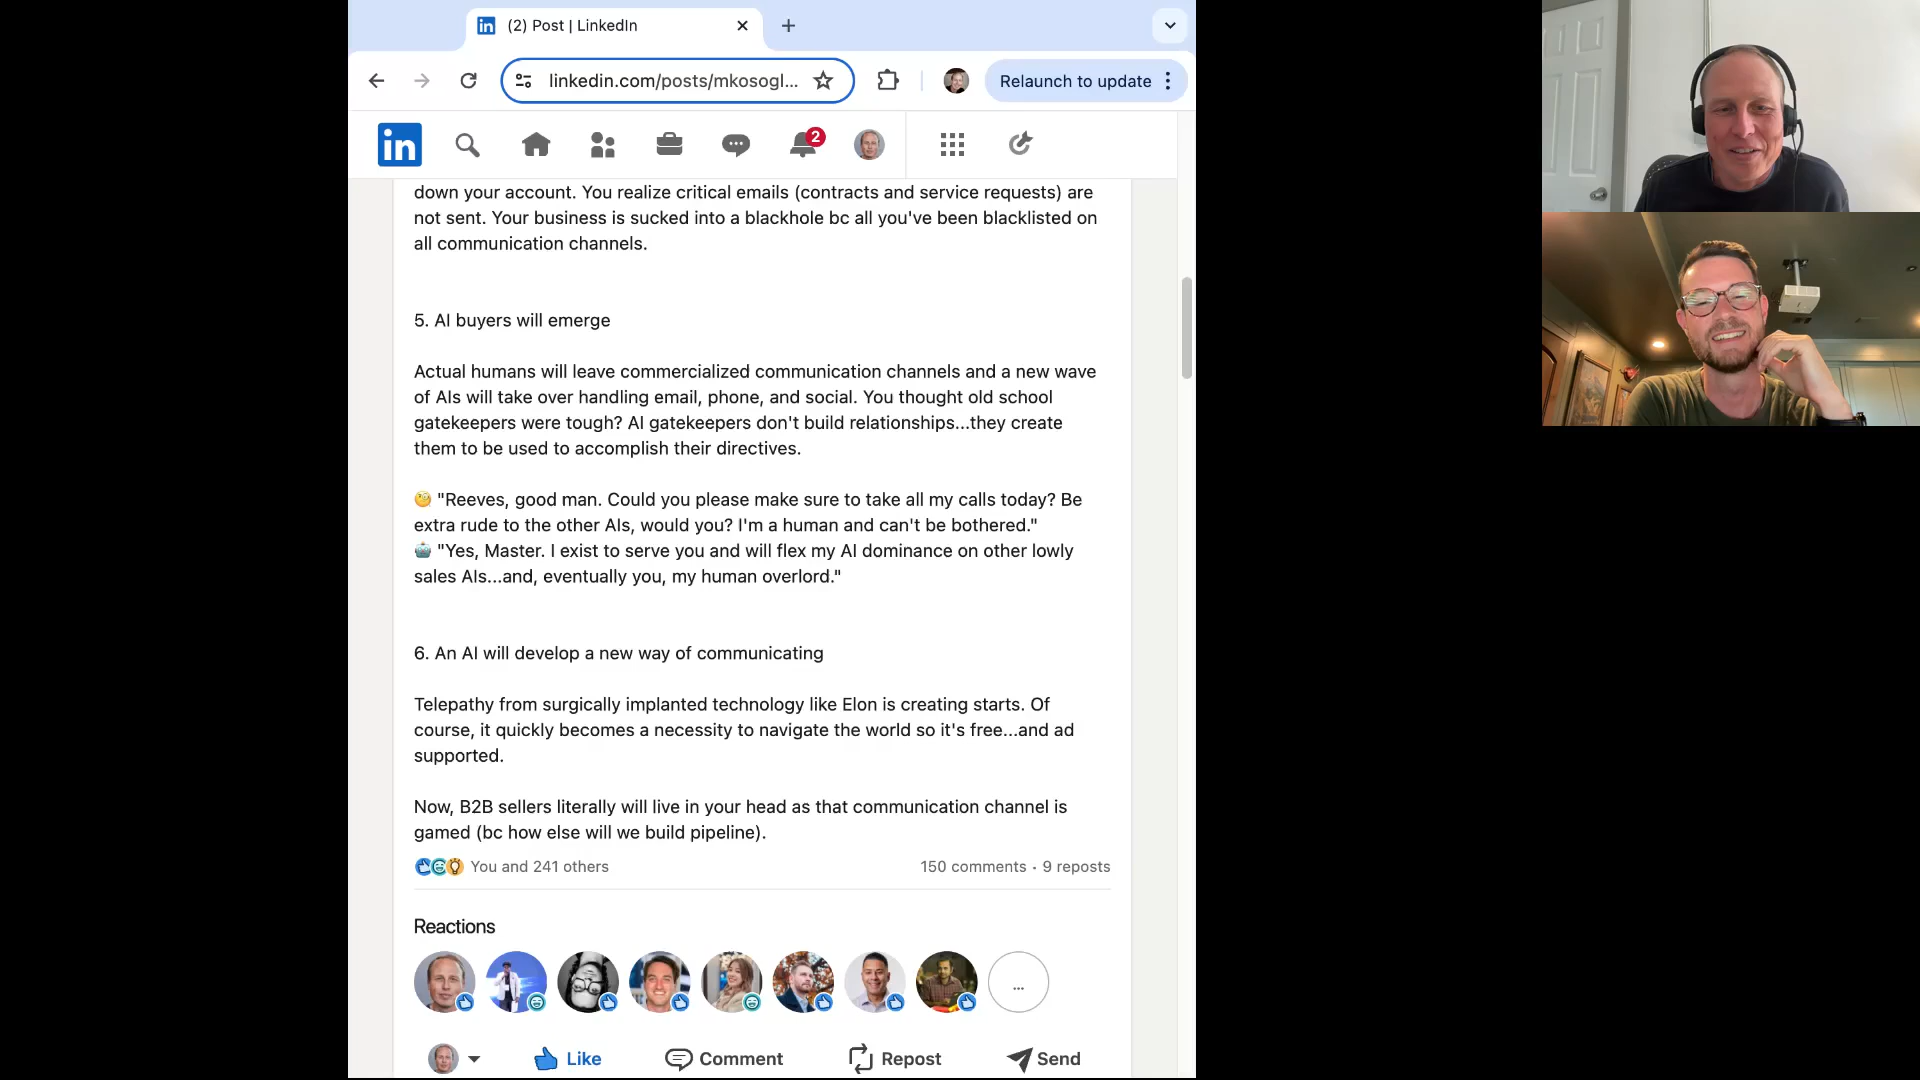 (2) Post | LinkedIn
linkedin.com/posts/mkosogl...
Relaunch to update
in
2
down your account. You realize critical emails (contracts and service requests) are
not sent. Your business is sucked into a blackhole bc all you've been blacklisted on
all communication channels.
5. AI buyers will emerge
Actual humans will leave commercialized communication channels and a new wave
of AIs will take over handling email, phone, and social. You thought old school
gatekeepers were tough? AI gatekeepers don't build relationships...they create
them to be used to accomplish their directives.
🧐 "Reeves, good man. Could you please make sure to take all my calls today? Be
extra rude to the other AIs, would you? I'm a human and can't be bothered."
🤖 "Yes, Master. I exist to serve you and will flex my AI dominance on other lowly
sales AIs...and, eventually you, my human overlord."
6. An AI will develop a new way of communicating
Telepathy from surgically implanted technology like Elon is creating starts. Of
course, it quickly becomes a necessity to navigate the world so it's free...and ad
supported.
Now, B2B sellers literally will live in your head as that communication channel is
gamed (bc how else will we build pipeline).
You and 241 others
150 comments • 9 reposts
Reactions
...
Like
Comment
Repost
Send